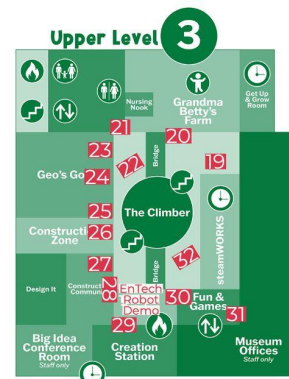 Upper Level 3
Nursing
Nook
Grandma
Betty's
Farm
Get Up
& Grow
Room
21
20
Bridge
23
22
19
Geo's Go
24
The Climber
25
Constructi
26
Zone
steamWORKS
27
32
Design It
Construct
Commun
28
Bridge
EnTech
Robot
Demo
30
Fun &
Games
31
29
Big Idea
Conference
Room
Staff only
Creation
Station
Museum
Offices
Staff only